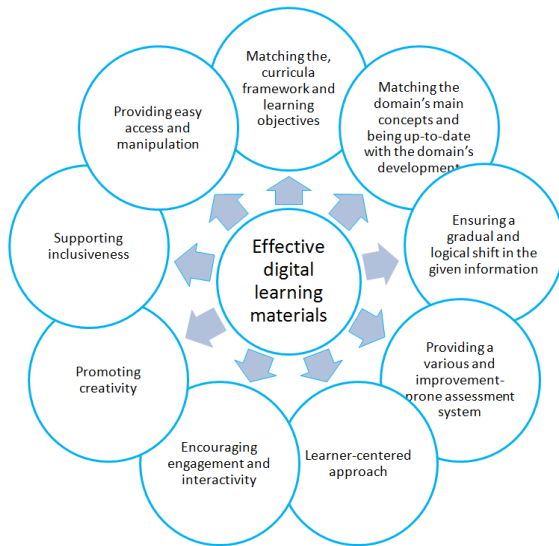 Matching the,
curricula
framework and
learning
objectives
Matching the
domain's main
concepts and
being up-to-date
with the domain's
development
Ensuring a
gradual and
logical shift in the
given information
Providing a
various and
improvement-
prone assessment
system
Learner-centered
approach
Encouraging
engagement and
interactivity
Promoting
creativity
Supporting
inclusiveness
Providing easy
access and
manipulation
Effective
digital
learning
materials